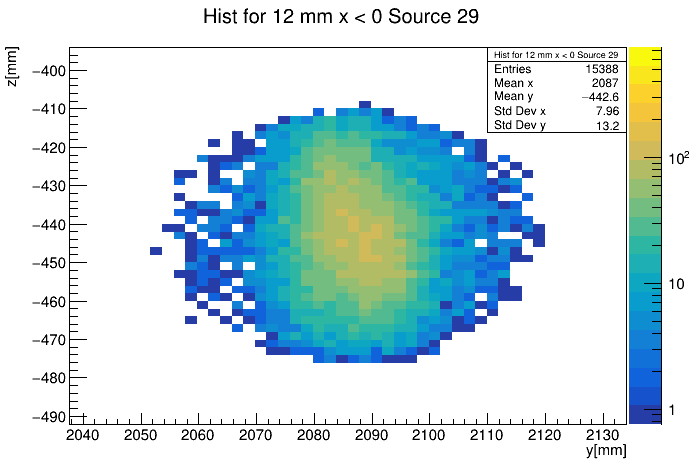 Hist for 12 mm x < 0 Source 29
z[mm]
Hist for 12 mm x < 0 Source 29
Entries 15388
Mean x 2087
Mean y −442.6
Std Dev x 7.96
Std Dev y 13.2
−400
−410
−420
−430
−440
−450
−460
−470
−480
−490
10²
10
1
2040 2050 2060 2070 2080 2090 2100 2110 2120 2130
y[mm]